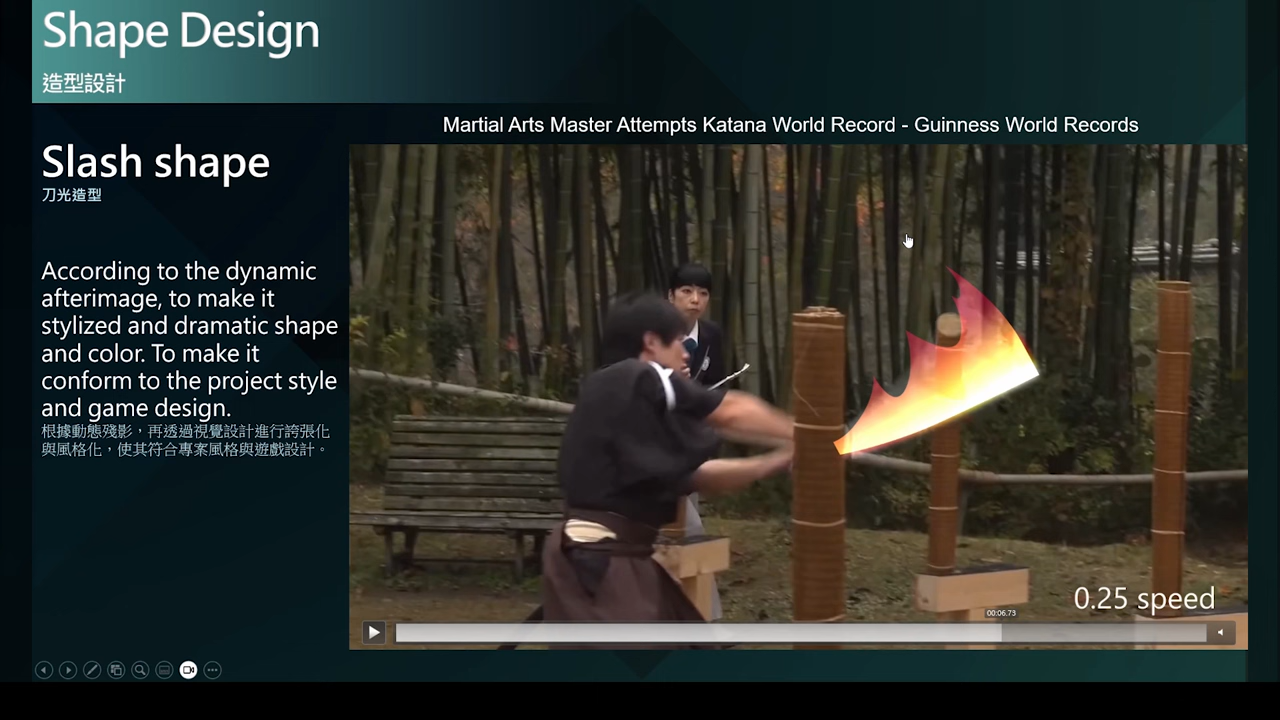 Shape Design
造型設計
Martial Arts Master Attempts Katana World Record - Guinness World Records
Slash shape
刀光造型
According to the dynamic
afterimage, to make it
stylized and dramatic shape
and color. To make it
conform to the project style
and game design.
根據動態殘影，再透過視覺設計進行誇張化
與風格化，使其符合專案風格與遊戲設計。
0.25 speed
00:06.73